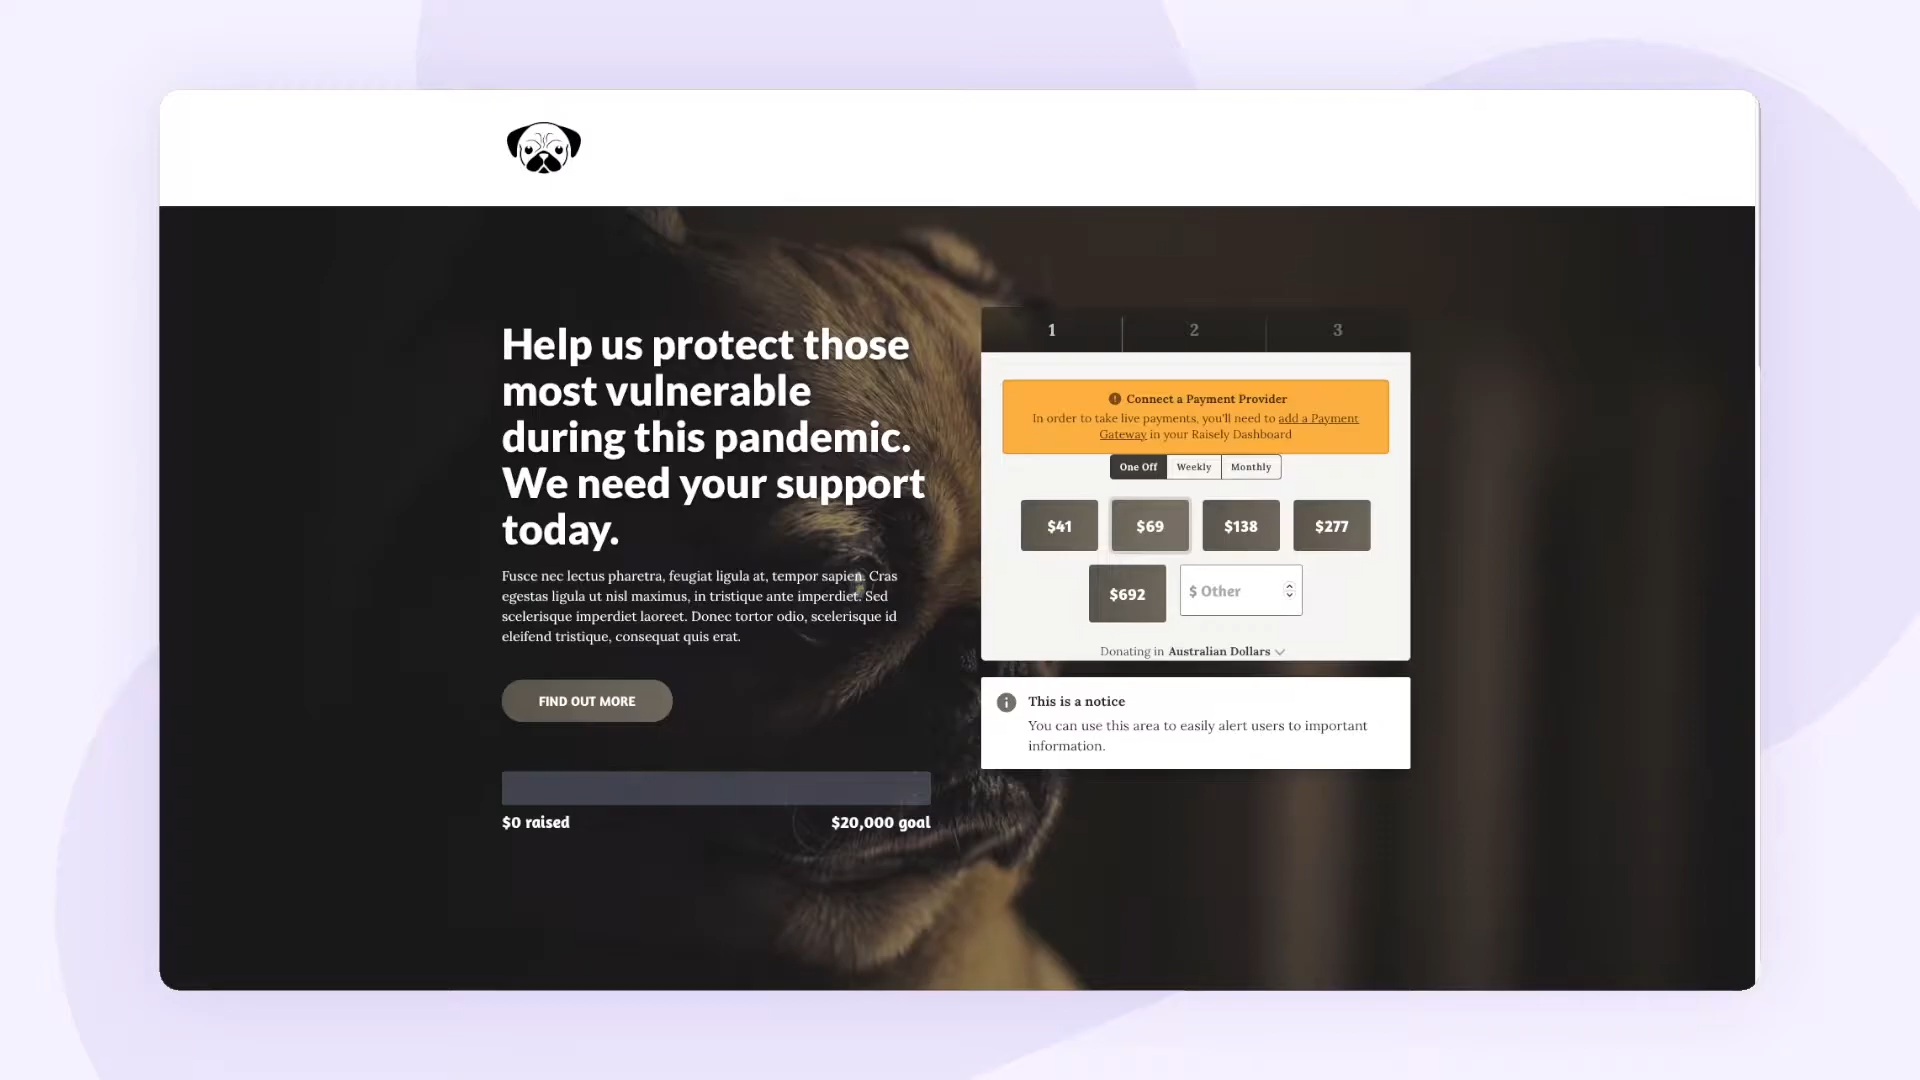 Help us protect those
most vulnerable
during this pandemic.
We need your support
today.
Fusce nec lectus pharetra, feugiat ligula at, tempor sapien. Cras
egestas ligula ut nisl maximus, in tristique ante imperdiet. Sed
scelerisque imperdiet laoreet. Donec tortor odio, scelerisque id
eleifend tristique, consequat quis erat.
FIND OUT MORE
$0 raised $20,000 goal
1 2 3
Connect a Payment Provider
In order to take live payments, you'll need to add a Payment
Gateway in your Raisely Dashboard
One Off Weekly Monthly
$41 $69 $138 $277
$692 $ Other
Donating in Australian Dollars
This is a notice
You can use this area to easily alert users to important
information.